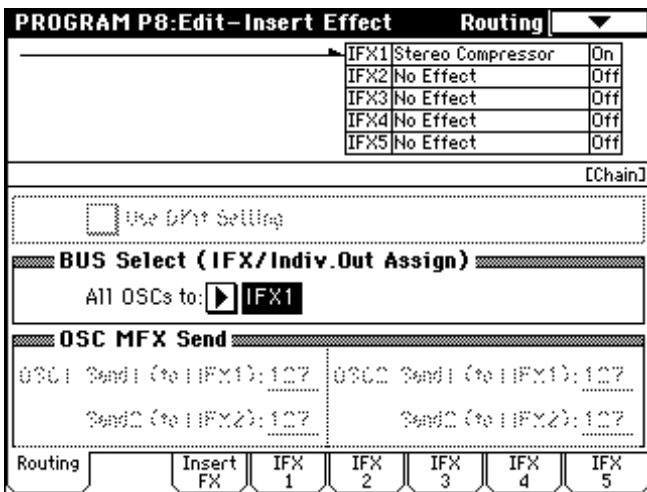 PROGRAM P8:Edit-Insert Effect Routing
IFX1 Stereo Compressor On
IFX2 No Effect Off
IFX3 No Effect Off
IFX4 No Effect Off
IFX5 No Effect Off
[Chain]
Use DKit Setting
BUS Select (IFX/Indiv.Out Assign)
All OSCs to: IFX1
OSC MFX Send
OSC1 Send1 (to MFX1): 127 OSC2 Send1 (to MFX1): 127
Send2 (to MFX2): 127 Send2 (to MFX2): 127
Routing Insert FX IFX 1 IFX 2 IFX 3 IFX 4 IFX 5